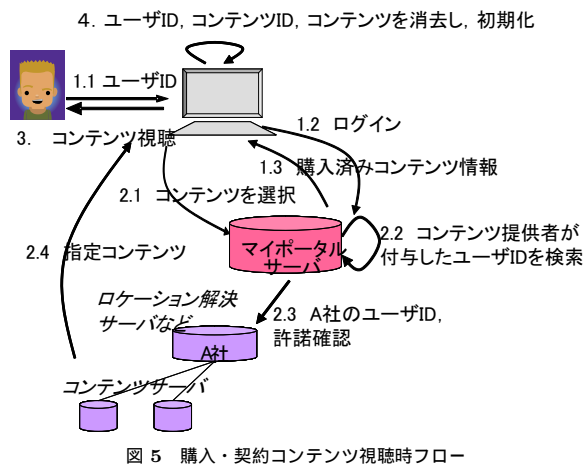 4. ユーザID, コンテンツID, コンテンツを消去し, 初期化
1.1 ユーザID
1.2 ログイン
3. コンテンツ視聴
1.3 購入済みコンテンツ情報
2.1 コンテンツを選択
2.2 コンテンツ提供者が
付与したユーザIDを検索
2.4 指定コンテンツ
マイポータル
サーバ
ロケーション解決
サーバなど
2.3 A社のユーザID,
許諾確認
A社
コンテンツサーバ
図 5 購入・契約コンテンツ視聴時フロー